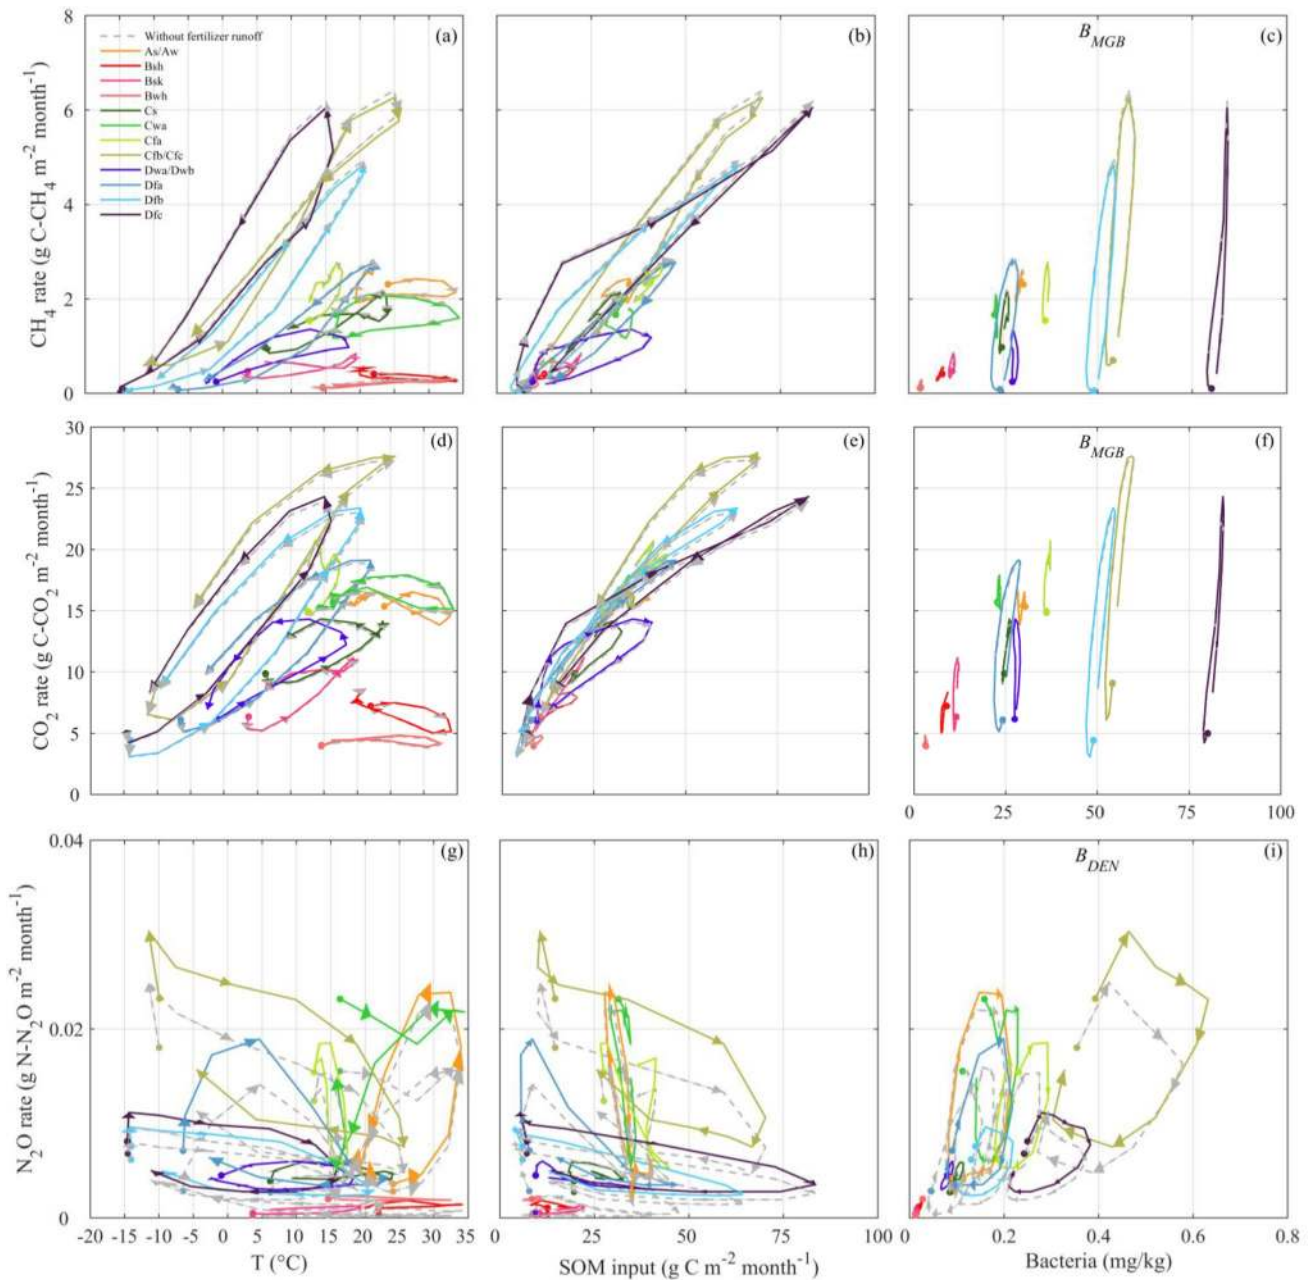 8
6
4
2
0
CH₄ rate (g C-CH₄ m⁻² month⁻¹)
Without fertilizer runoff
As/Aw
Bsh
Bsk
Bwh
Cs
Cwa
Cfa
Cfb/Cfc
Dwa/Dwb
Dfa
Dfb
Dfc
(a)
(b)
B_MGB
(c)
30
25
20
15
10
5
0
CO₂ rate (g C-CO₂ m⁻² month⁻¹)
(d)
(e)
B_MGB
(f)
0 25 50 75 100
0.04
0.02
0
N₂O rate (g N-N₂O m⁻² month⁻¹)
(g)
(h)
B_DEN
(i)
-20 -15 -10 -5 0 5 10 15 20 25 30 35
T (°C)
0 25 50 75 100
SOM input (g C m⁻² month⁻¹)
0 0.2 0.4 0.6 0.8
Bacteria (mg/kg)